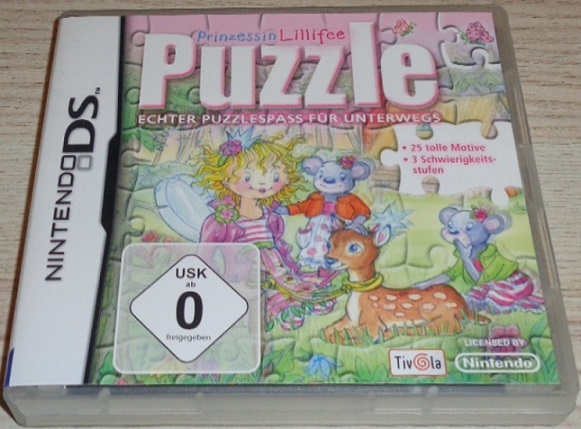 NINTENDO DS™
Prinzessin Lillifee
Puzzle
ECHTER PUZZLESPASS FÜR UNTERWEGS
• 25 tolle Motive
• 3 Schwierigkeits-
stufen
USK
ab
0
freigegeben
Tivola
LICENSED BY
Nintendo